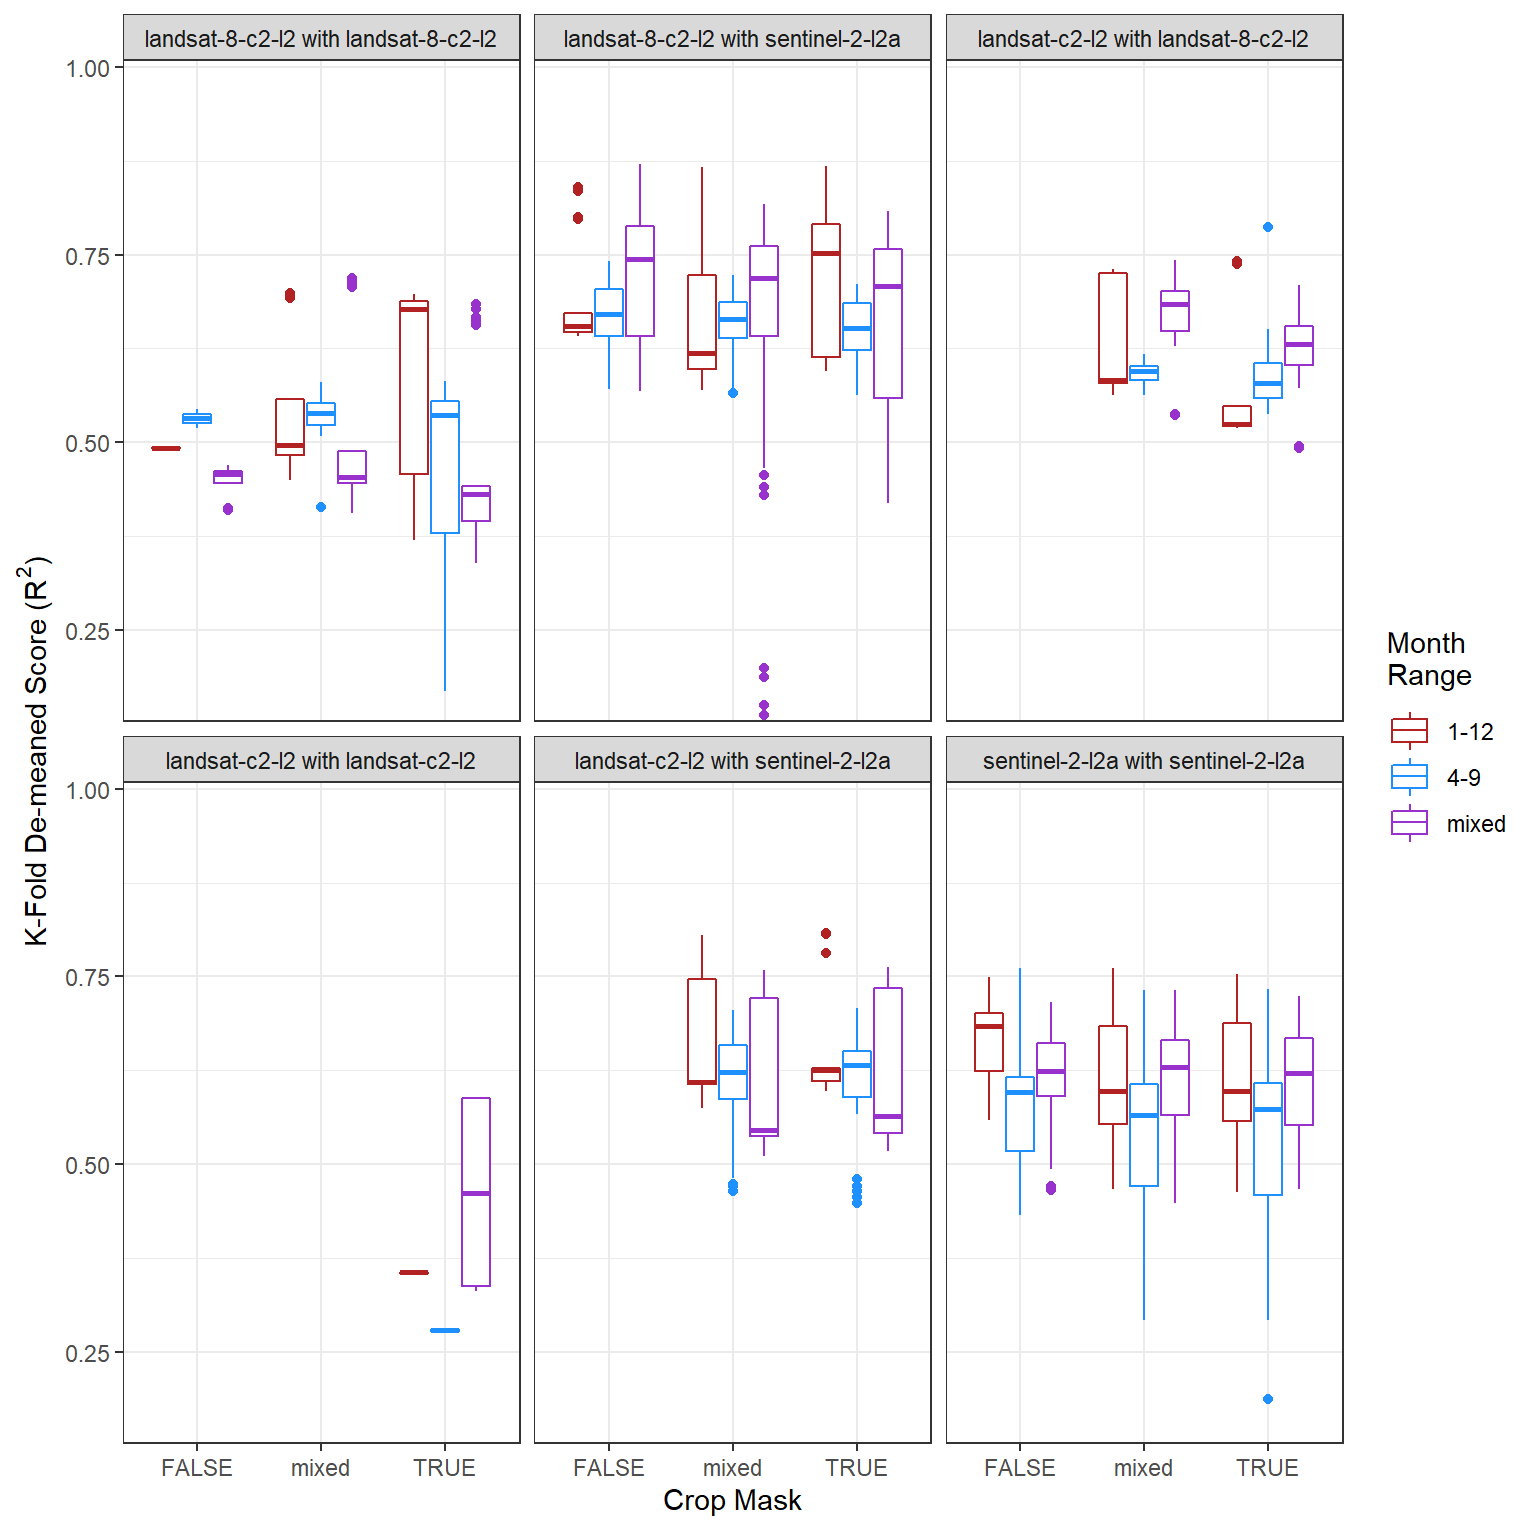 landsat-8-c2-l2 with landsat-8-c2-l2
landsat-8-c2-l2 with sentinel-2-l2a
landsat-c2-l2 with landsat-8-c2-l2
1.00
0.75
0.50
0.25
landsat-c2-l2 with landsat-c2-l2
landsat-c2-l2 with sentinel-2-l2a
sentinel-2-l2a with sentinel-2-l2a
1.00
0.75
0.50
0.25
K-Fold De-meaned Score (R²)
FALSE mixed TRUE
FALSE mixed TRUE
FALSE mixed TRUE
Crop Mask
Month
Range
1-12
4-9
mixed